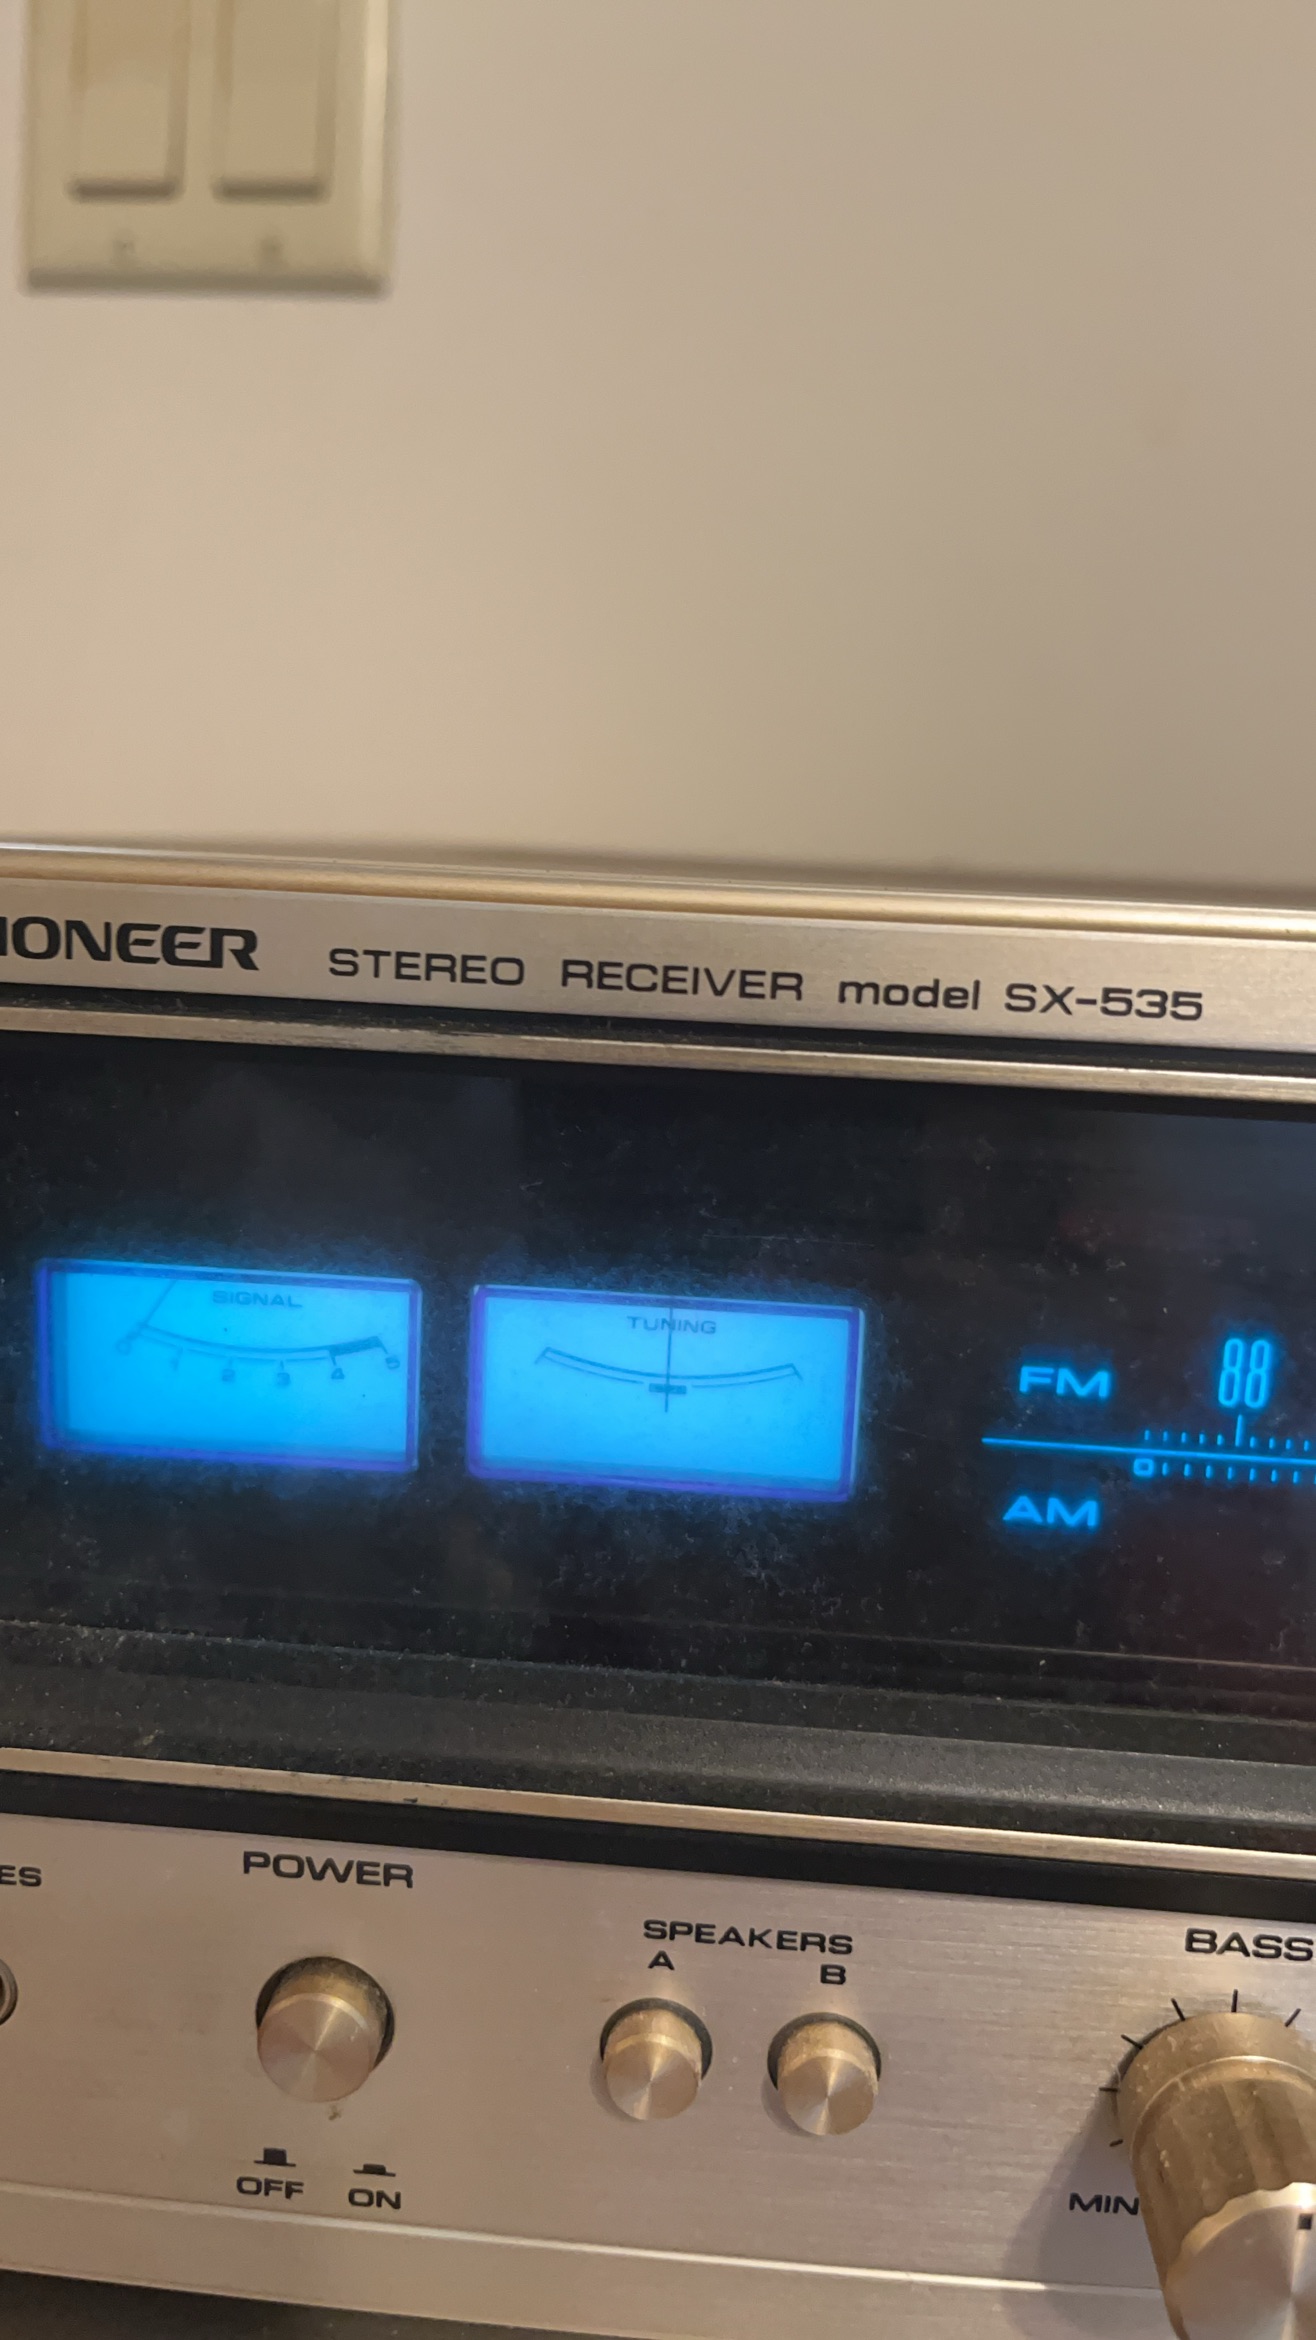 IONEER STEREO RECEIVER model SX-535
SIGNAL
0 1 2 3 4 5
TUNING
FM 88
0
AM
ES
POWER
OFF ON
SPEAKERS
A B
BASS
MIN